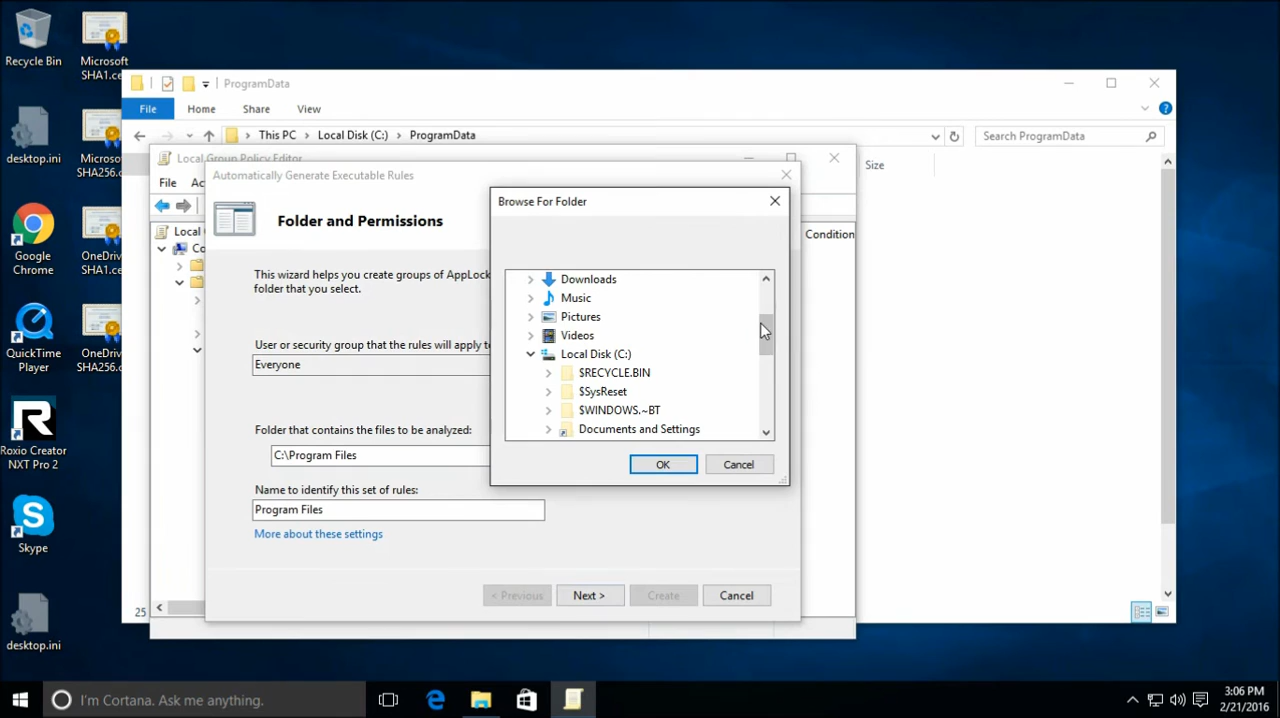 Recycle Bin
Microsoft
SHA1.ce
desktop.ini
Microso
SHA256.
Google
Chrome
OneDriv
SHA1.ce
QuickTime
Player
OneDriv
SHA256.c
Roxio Creator
NXT Pro 2
Skype
desktop.ini
ProgramData
File
Home
Share
View
This PC > Local Disk (C:) > ProgramData
Search ProgramData
Size
25
Local Group Policy Editor
File
Ac
Local
Co
Condition
Automatically Generate Executable Rules
Folder and Permissions
This wizard helps you create groups of AppLock
folder that you select.
User or security group that the rules will apply to
Everyone
Folder that contains the files to be analyzed:
C:\Program Files
Name to identify this set of rules:
Program Files
More about these settings
< Previous
Next >
Create
Cancel
Browse For Folder
Downloads
Music
Pictures
Videos
Local Disk (C:)
$RECYCLE.BIN
$SysReset
$WINDOWS.~BT
Documents and Settings
OK
Cancel
I'm Cortana. Ask me anything.
3:06 PM
2/21/2016